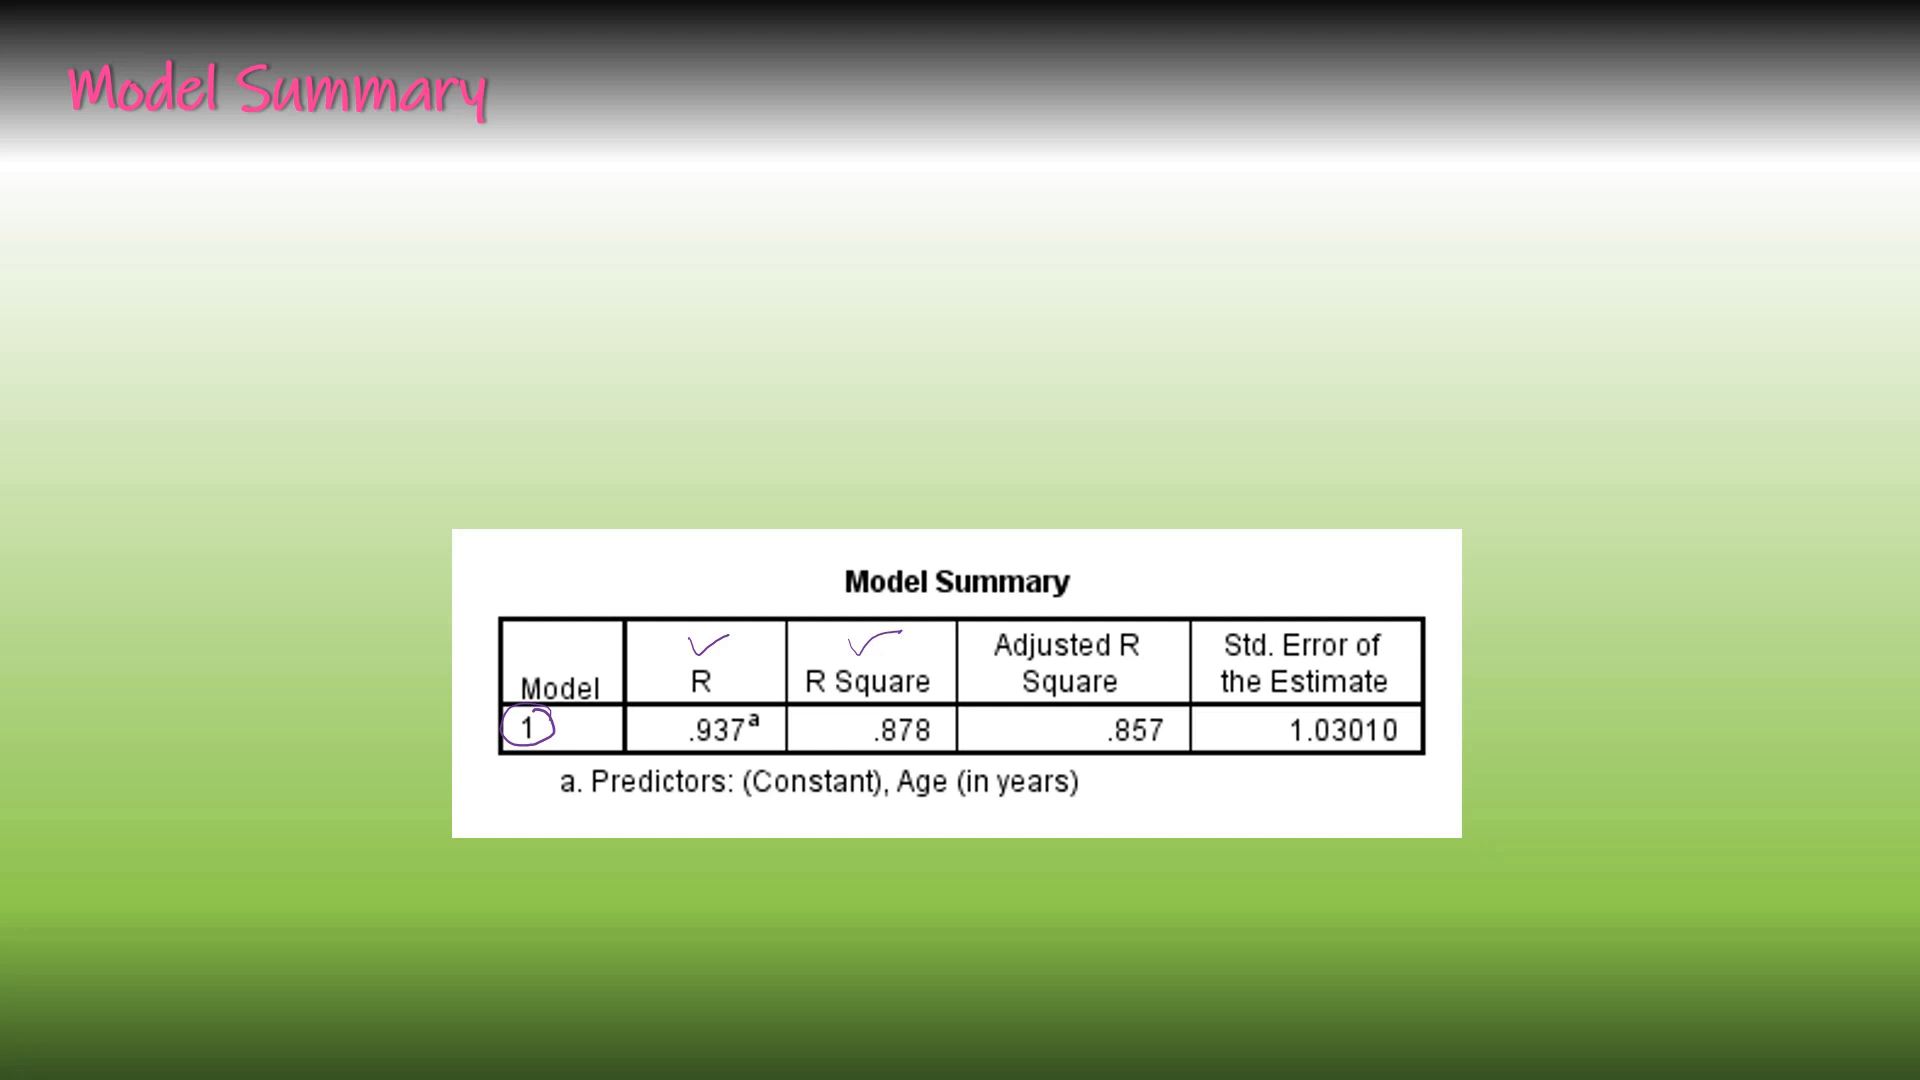 Model Summary
Model Summary
Model R R Square Adjusted R Square Std. Error of the Estimate
1 .937a .878 .857 1.03010
a. Predictors: (Constant), Age (in years)